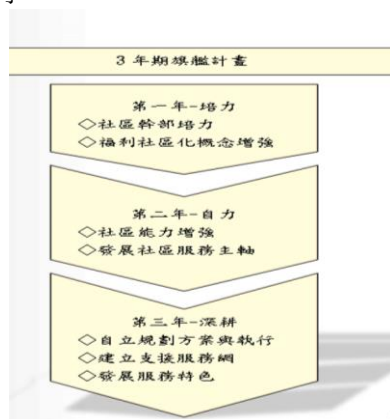 3 年期旗艦計畫
第一年-培力
◇社區幹部培力
◇福利社區化概念增強
第二年-自力
◇社區能力增強
◇發展社區服務主軸
第三年-深耕
◇自立規劃方案與執行
◇建立支援服務網
◇發展服務特色